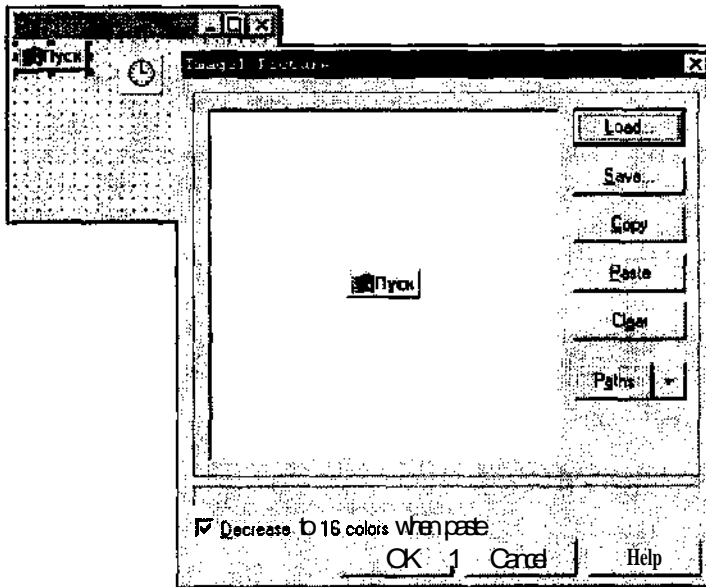 Пуск
Image1 Picture
Load...
Save...
Copy
Пуск
Paste
Clear
Paths
Decrease to 16 colors when paste
OK 1 Cancel Help